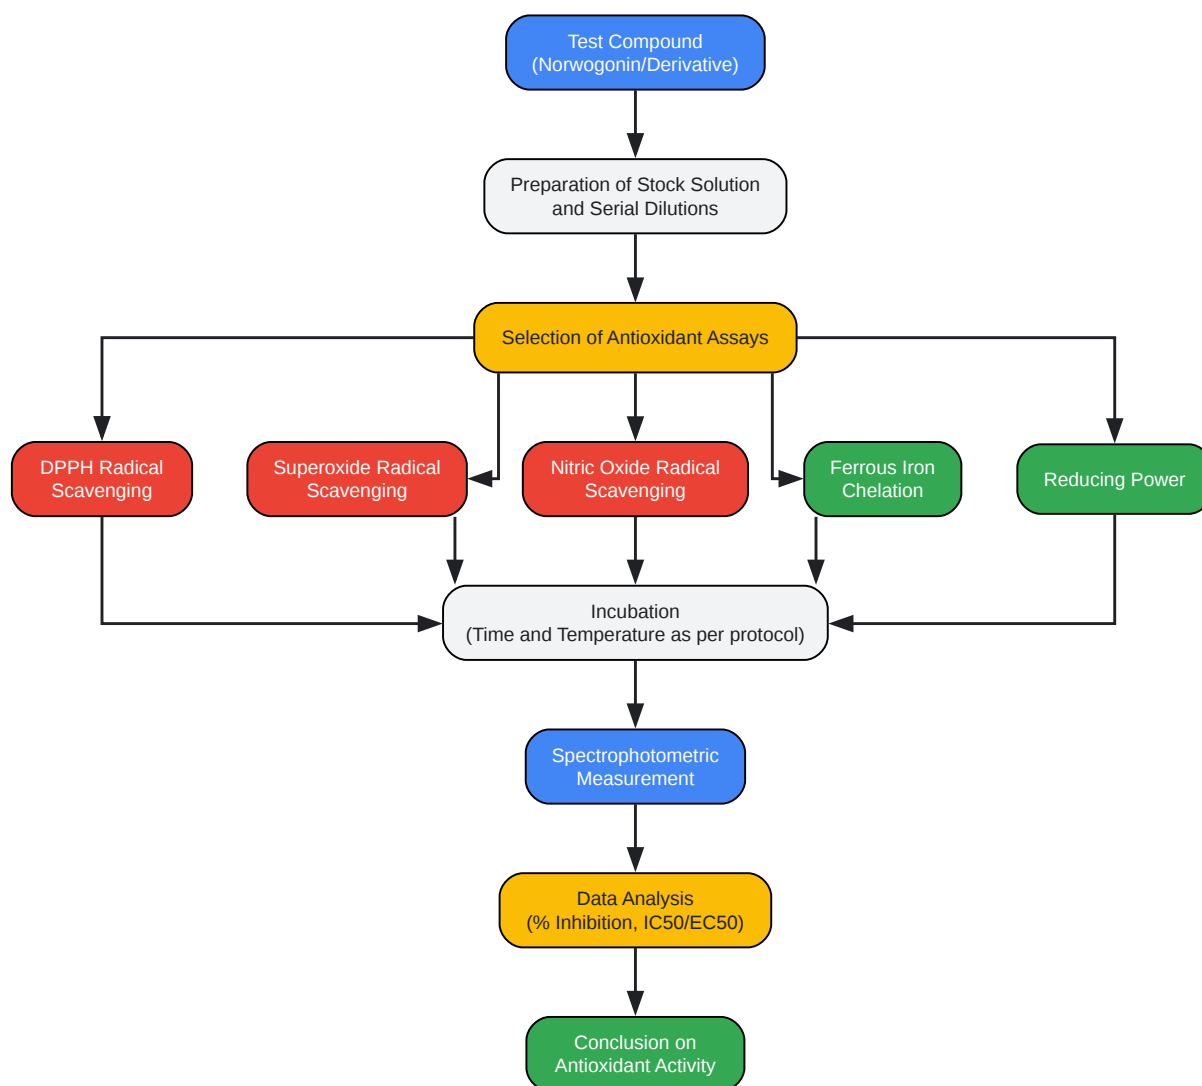 Test Compound
(Norwogonin/Derivative)
Preparation of Stock Solution
and Serial Dilutions
Selection of Antioxidant Assays
DPPH Radical
Scavenging
Superoxide Radical
Scavenging
Nitric Oxide Radical
Scavenging
Ferrous Iron
Chelation
Reducing Power
Incubation
(Time and Temperature as per protocol)
Spectrophotometric
Measurement
Data Analysis
(% Inhibition, IC50/EC50)
Conclusion on
Antioxidant Activity